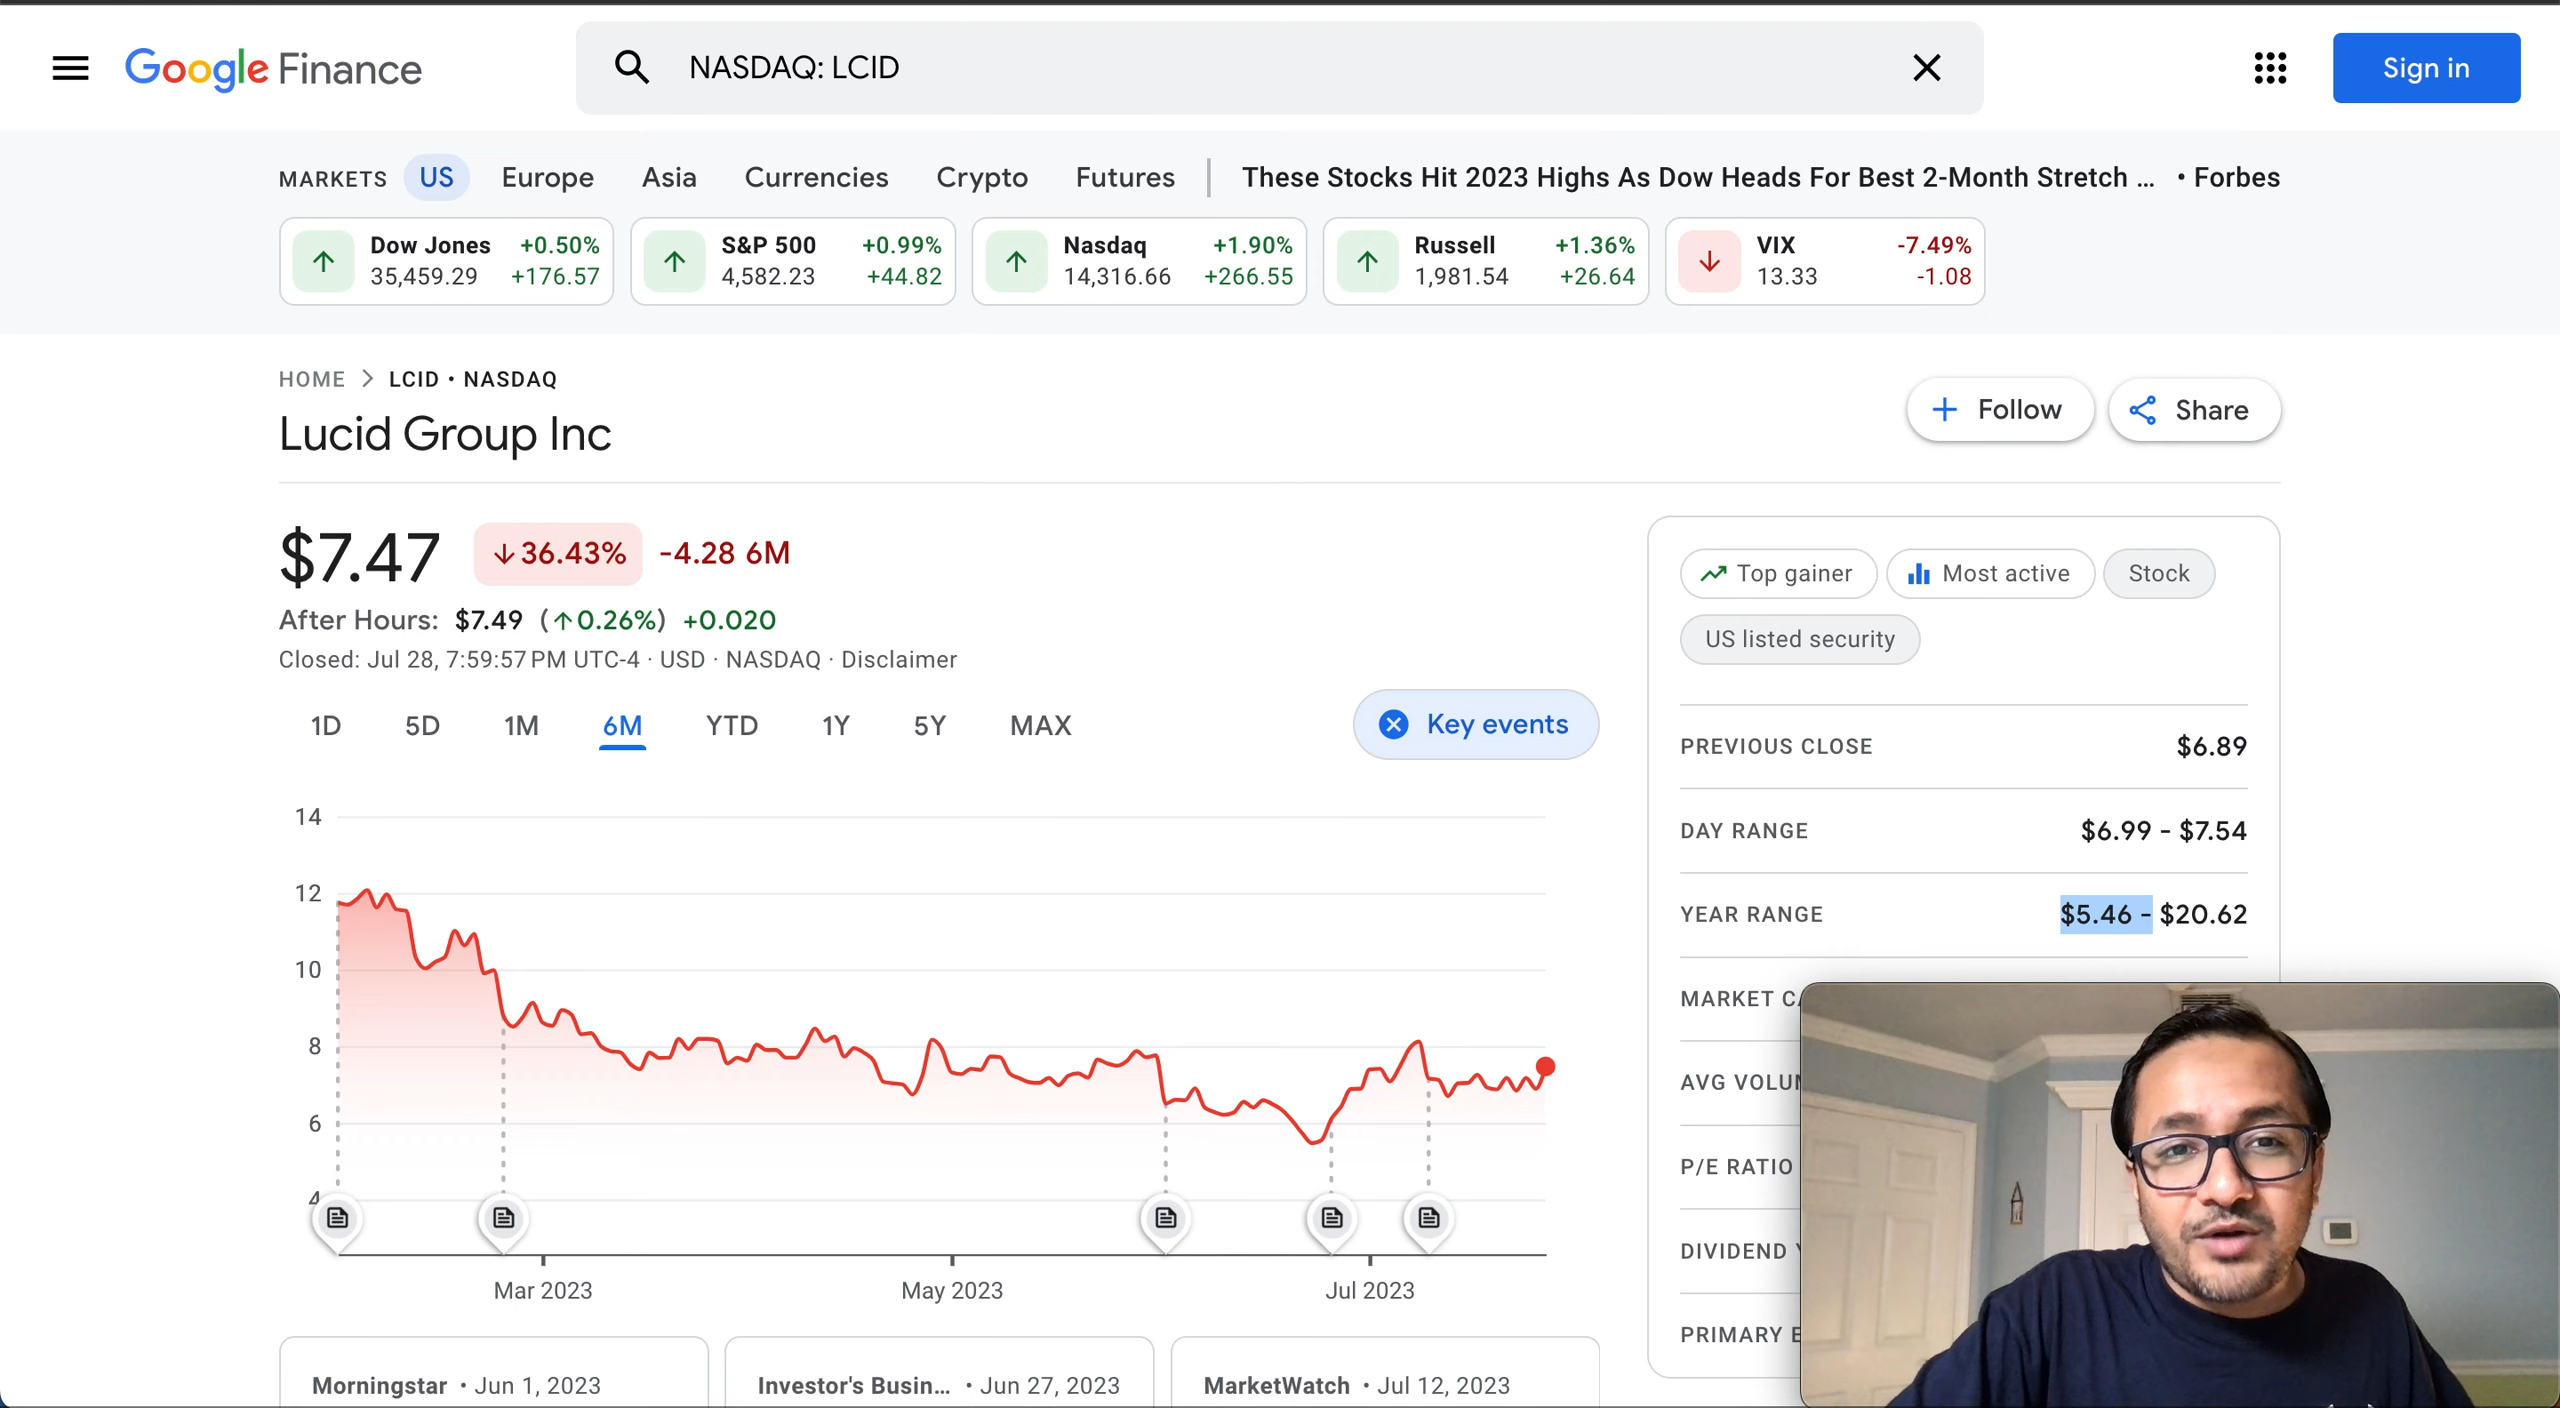 Google Finance
NASDAQ: LCID
Sign in
MARKETS US Europe Asia Currencies Crypto Futures These Stocks Hit 2023 Highs As Dow Heads For Best 2-Month Stretch ... • Forbes
Dow Jones +0.50%
35,459.29 +176.57
S&P 500 +0.99%
4,582.23 +44.82
Nasdaq +1.90%
14,316.66 +266.55
Russell +1.36%
1,981.54 +26.64
VIX -7.49%
13.33 -1.08
HOME > LCID • NASDAQ
Lucid Group Inc
+ Follow
Share
$7.47 ↓36.43% -4.28 6M
After Hours: $7.49 (↑0.26%) +0.020
Closed: Jul 28, 7:59:57 PM UTC-4 · USD · NASDAQ · Disclaimer
1D 5D 1M 6M YTD 1Y 5Y MAX
Key events
14
12
10
8
6
4
Mar 2023 May 2023 Jul 2023
Morningstar • Jun 1, 2023
Investor's Busin... • Jun 27, 2023
MarketWatch • Jul 12, 2023
Top gainer Most active Stock
US listed security
PREVIOUS CLOSE $6.89
DAY RANGE $6.99 - $7.54
YEAR RANGE $5.46 - $20.62
MARKET
P/E RATIO
DIVIDEND
PRIMARY